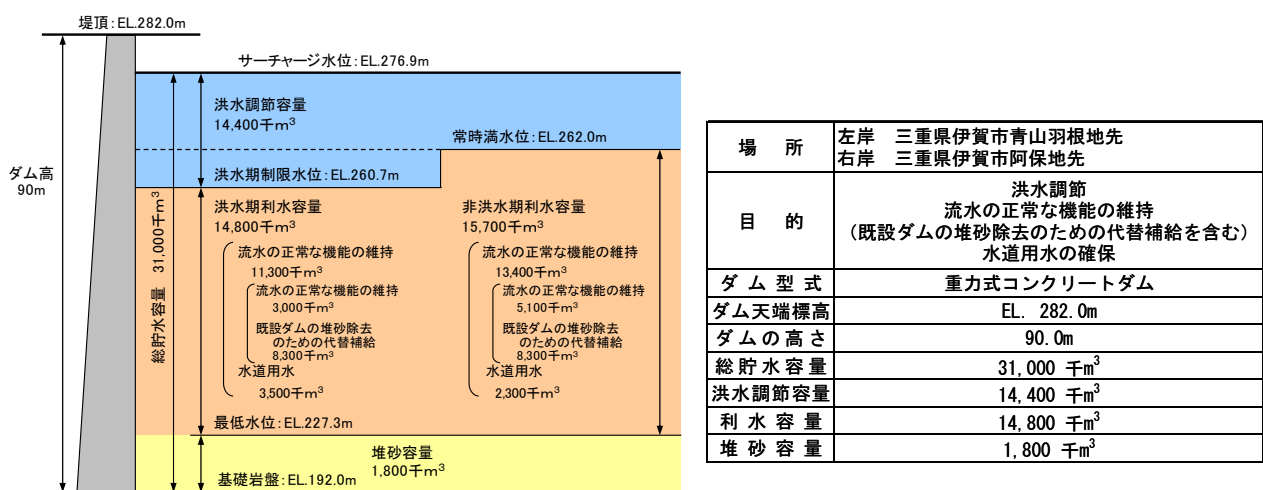 堤頂:EL.282.0m
サーチャージ水位:EL.276.9m
洪水調節容量
14,400千m³
常時満水位:EL.262.0m
ダム高
90m
洪水期制限水位:EL.260.7m
総貯水容量 31,000千m³
洪水期利水容量
14,800千m³
流水の正常な機能の維持
11,300千m³
流水の正常な機能の維持
3,000千m³
既設ダムの堆砂除去
のための代替補給
8,300千m³
水道用水
3,500千m³
非洪水期利水容量
15,700千m³
流水の正常な機能の維持
13,400千m³
流水の正常な機能の維持
5,100千m³
既設ダムの堆砂除去
のための代替補給
8,300千m³
水道用水
2,300千m³
最低水位:EL.227.3m
堆砂容量
1,800千m³
基礎岩盤:EL.192.0m
場所
左岸 三重県伊賀市青山羽根地先
右岸 三重県伊賀市阿保地先
目的
洪水調節
流水の正常な機能の維持
(既設ダムの堆砂除去のための代替補給を含む)
水道用水の確保
ダム型式 重力式コンクリートダム
ダム天端標高 EL. 282.0m
ダムの高さ 90.0m
総貯水容量 31,000 千m³
洪水調節容量 14,400 千m³
利水容量 14,800 千m³
堆砂容量 1,800 千m³